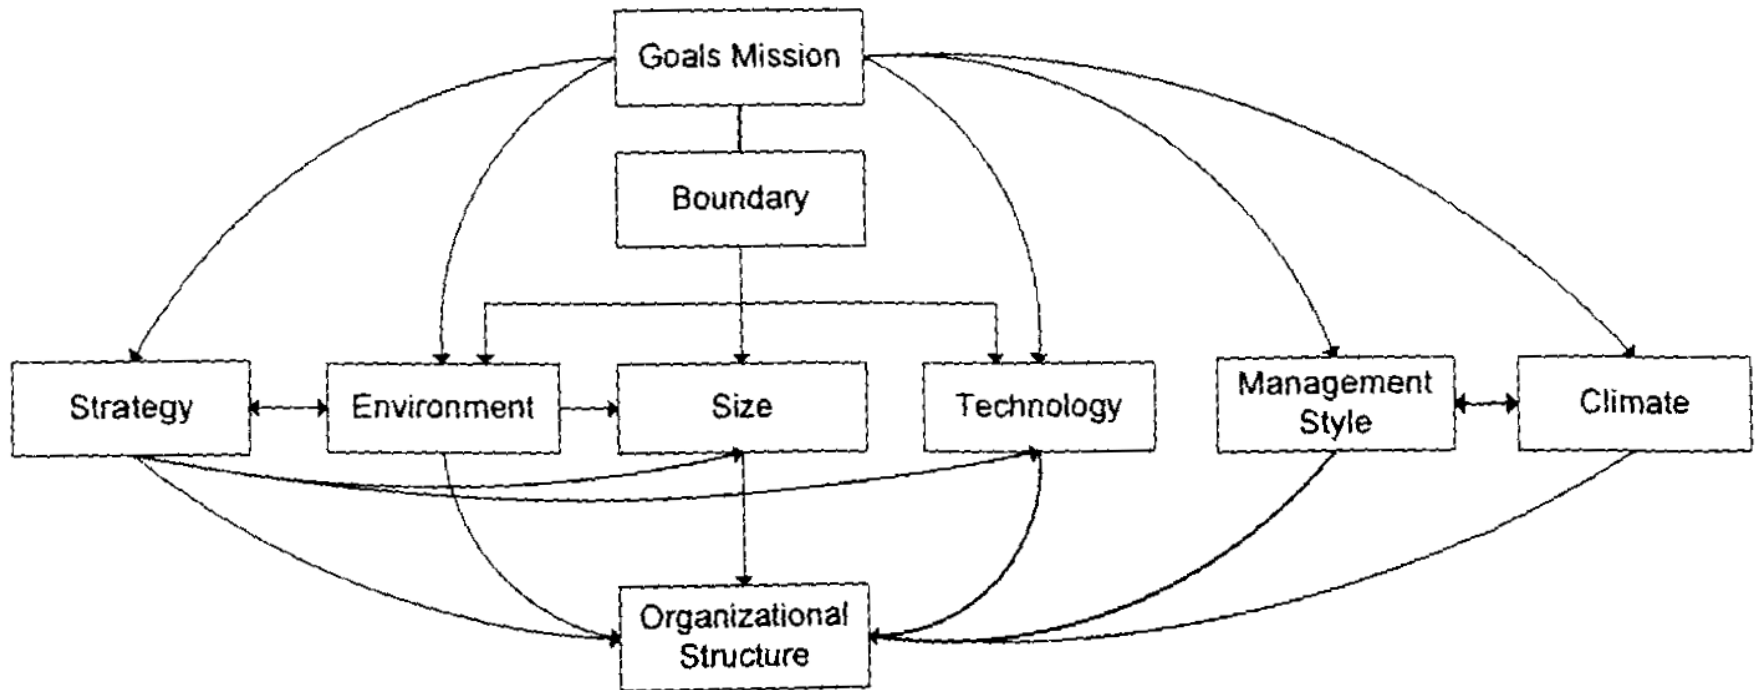 Goals Mission
Boundary
Strategy
Environment
Size
Technology
Management
Style
Climate
Organizational
Structure